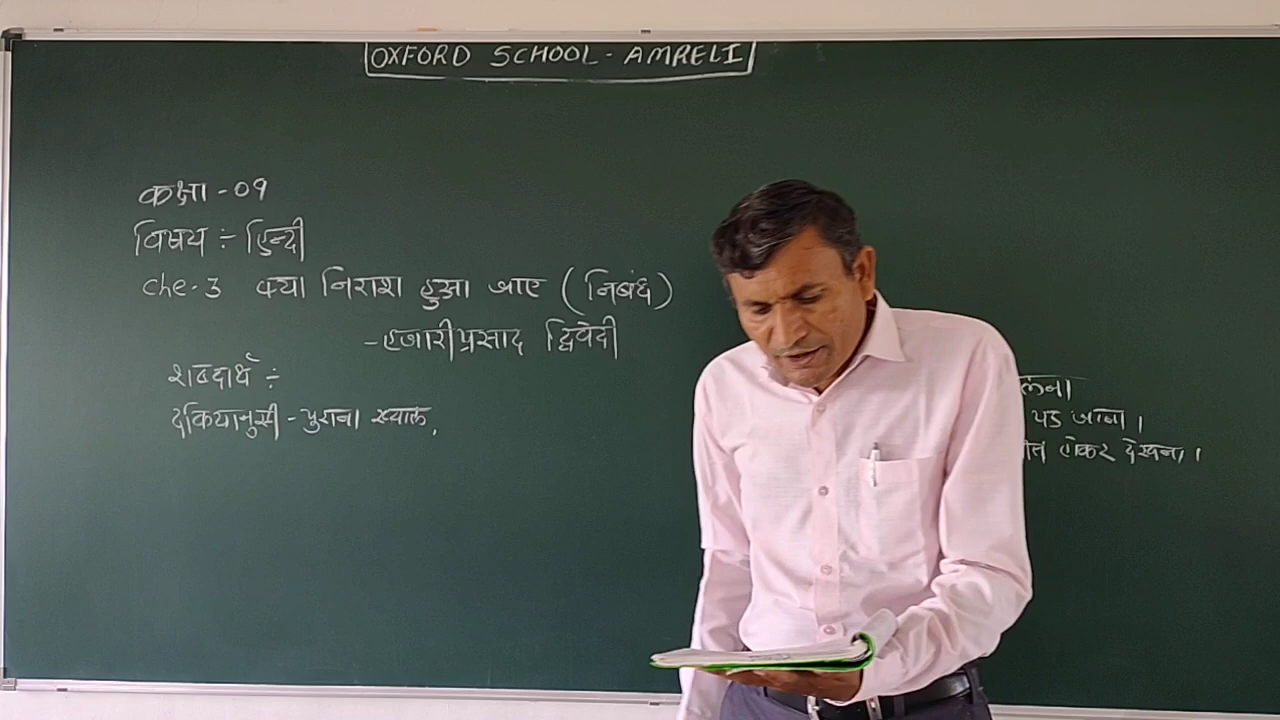 OXFORD SCHOOL - AMRELI
कक्षा - 09
विषय ÷ हिन्दी
che. 3 क्या निराश हुआ जाए ( निबंध )
- हजारीप्रसाद द्विवेदी
शब्दार्थ ÷
दकियानुसी - पुराना ख्याल,
पड जाना।
होकर देखना।